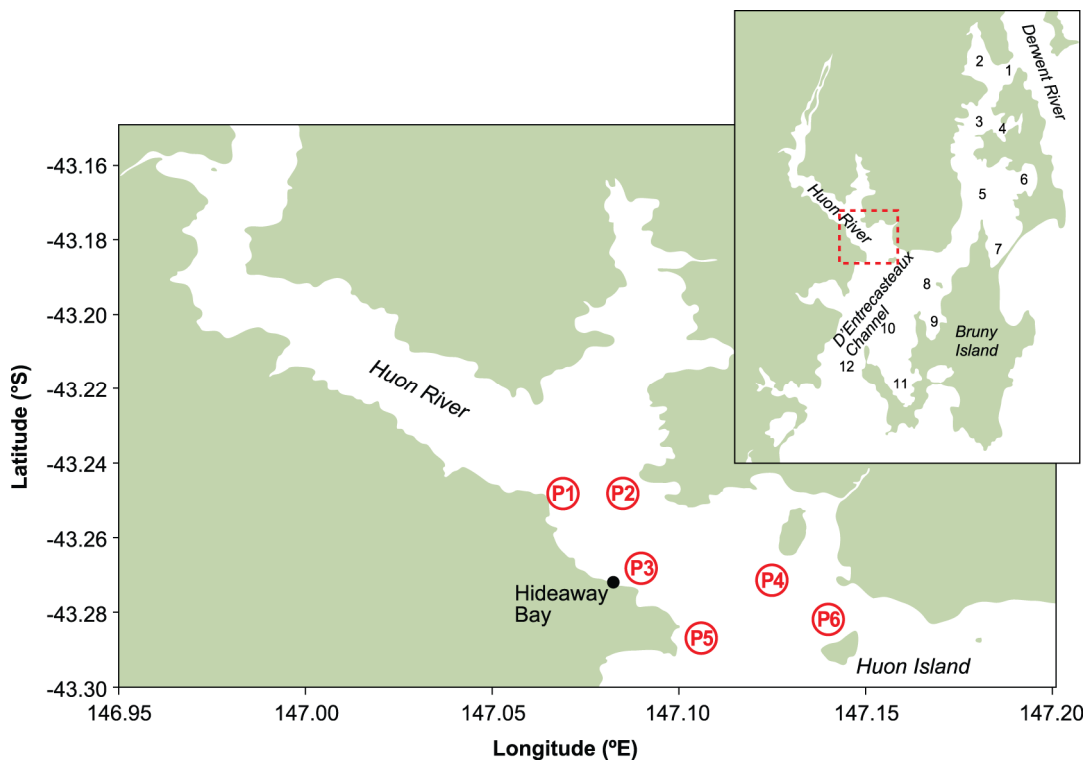 Derwent River
2
1
3
4
6
5
7
Huon River
8
D'Entrecasteaux
Channel
10
9
Bruny
Island
12
11
-43.16
-43.18
-43.20
-43.22
-43.24
-43.26
-43.28
-43.30
Latitude (ºS)
Huon River
P1
P2
P3
P4
Hideaway
Bay
P6
P5
Huon Island
146.95
147.00
147.05
147.10
147.15
147.20
Longitude (ºE)